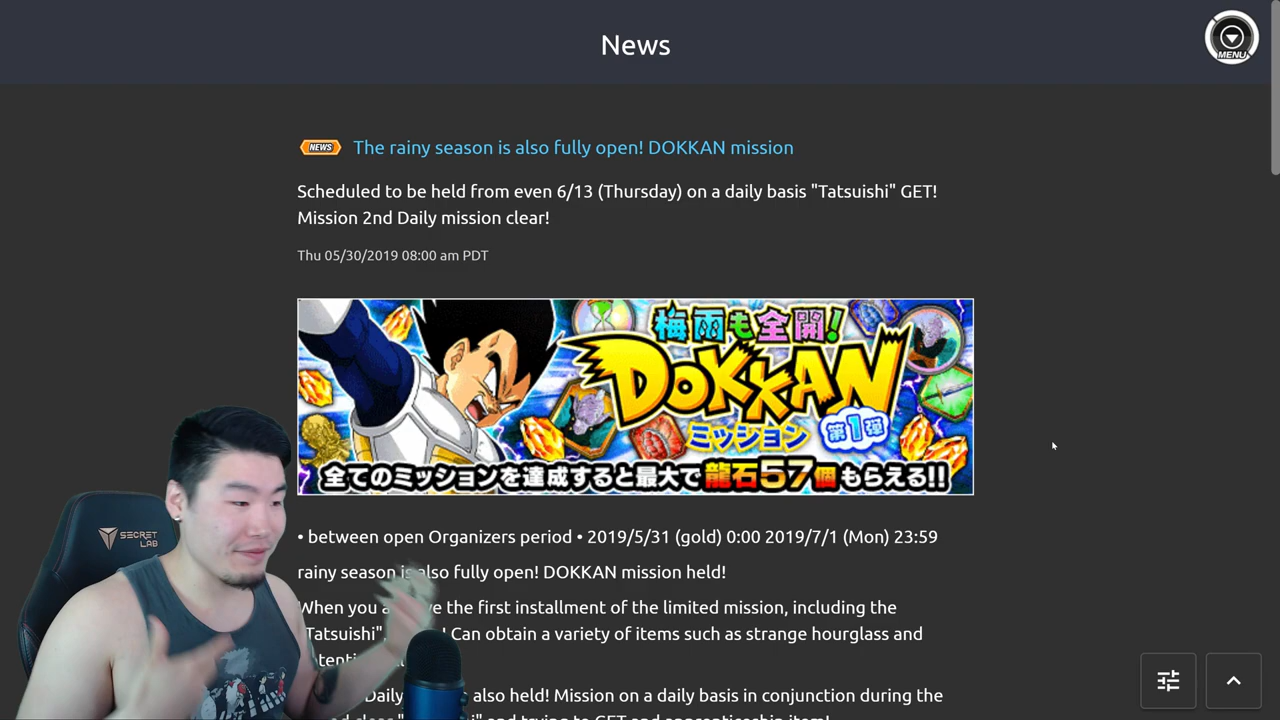 News
MENU
NEWS The rainy season is also fully open! DOKKAN mission
Scheduled to be held from even 6/13 (Thursday) on a daily basis "Tatsuishi" GET!
Mission 2nd Daily mission clear!
Thu 05/30/2019 08:00 am PDT
梅雨も全開!
DOKKAN
ミッション 第1弾
全てのミッションを達成すると最大で龍石57個もらえる!!
• between open Organizers period • 2019/5/31 (gold) 0:00 2019/7/1 (Mon) 23:59
rainy season is also fully open! DOKKAN mission held!
When you the first installment of the limited mission, including the
Tatsuishi", ! Can obtain a variety of items such as strange hourglass and
Daily also held! Mission on a daily basis in conjunction during the
and trying to GET and apprenticeship item!
SECRET
LAB